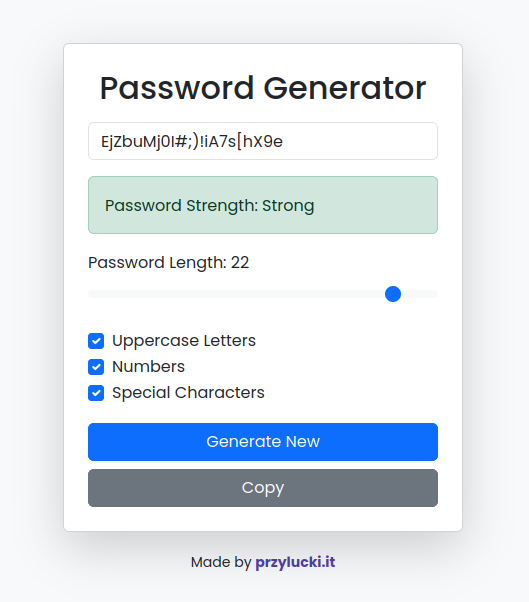 Password Generator
EjZbuMj0I#;)!iA7s[hX9e
Password Strength: Strong
Password Length: 22
Uppercase Letters
Numbers
Special Characters
Generate New
Copy
Made by przylucki.it